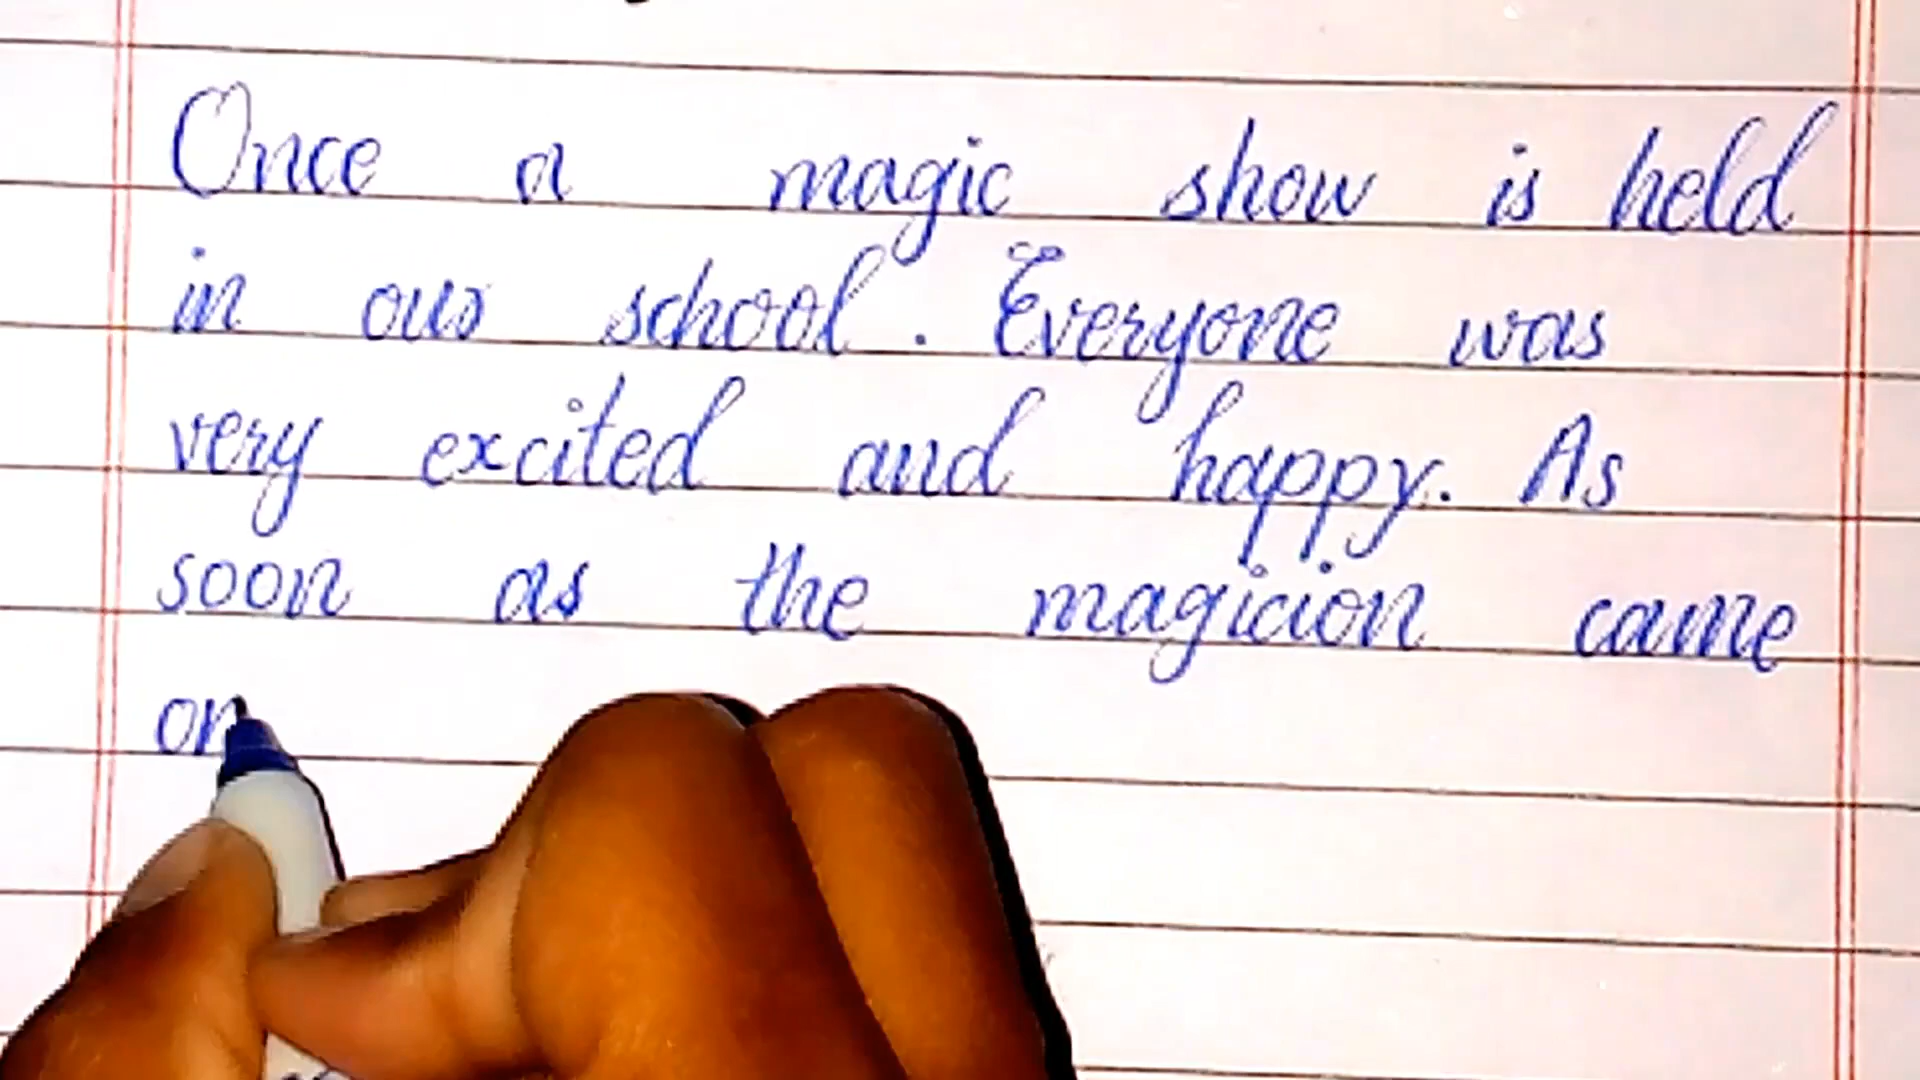 Once a magic show is held
in our school. Everyone was
very excited and happy. As
soon as the magicion came
on